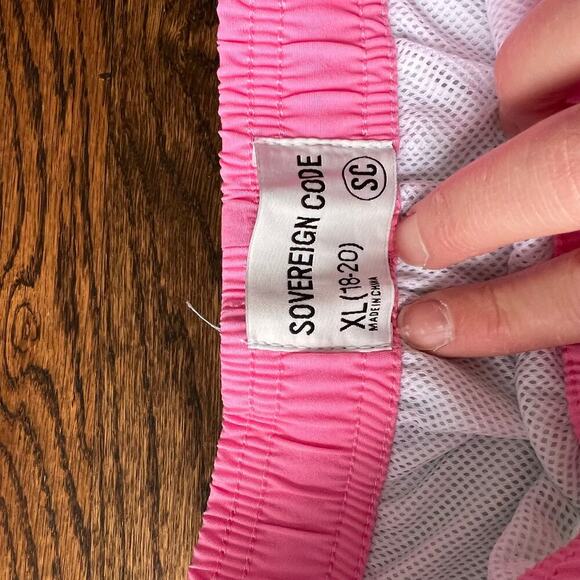 SOVEREIGN CODE
XL (18-20)
MADE IN CHINA
SC